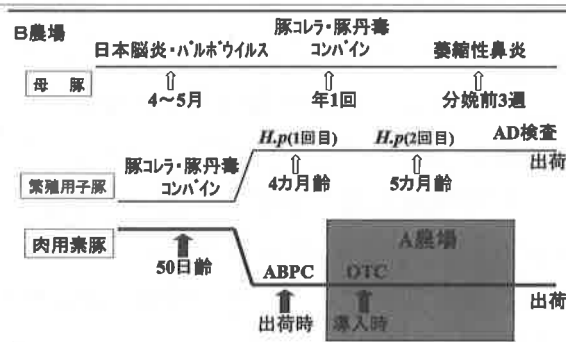 B農場
日本脳炎・パルボウイルス
豚コレラ・豚丹毒
コンバイン
萎縮性鼻炎
母 豚
4～5月
年1回
分娩前3週
H.p(1回目)
H.p(2回目)
AD検査
繁殖用子豚
豚コレラ・豚丹毒
コンバイン
4カ月齢
5カ月齢
出荷
肉用素豚
50日齢
A農場
ABPC
OTC
出荷時
導入時
出荷